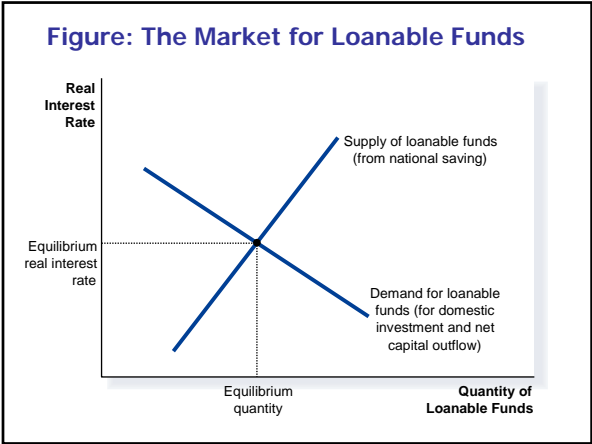 Figure: The Market for Loanable Funds
Real
Interest
Rate
Supply of loanable funds
(from national saving)
Equilibrium
real interest
rate
Demand for loanable
funds (for domestic
investment and net
capital outflow)
Equilibrium
quantity
Quantity of
Loanable Funds